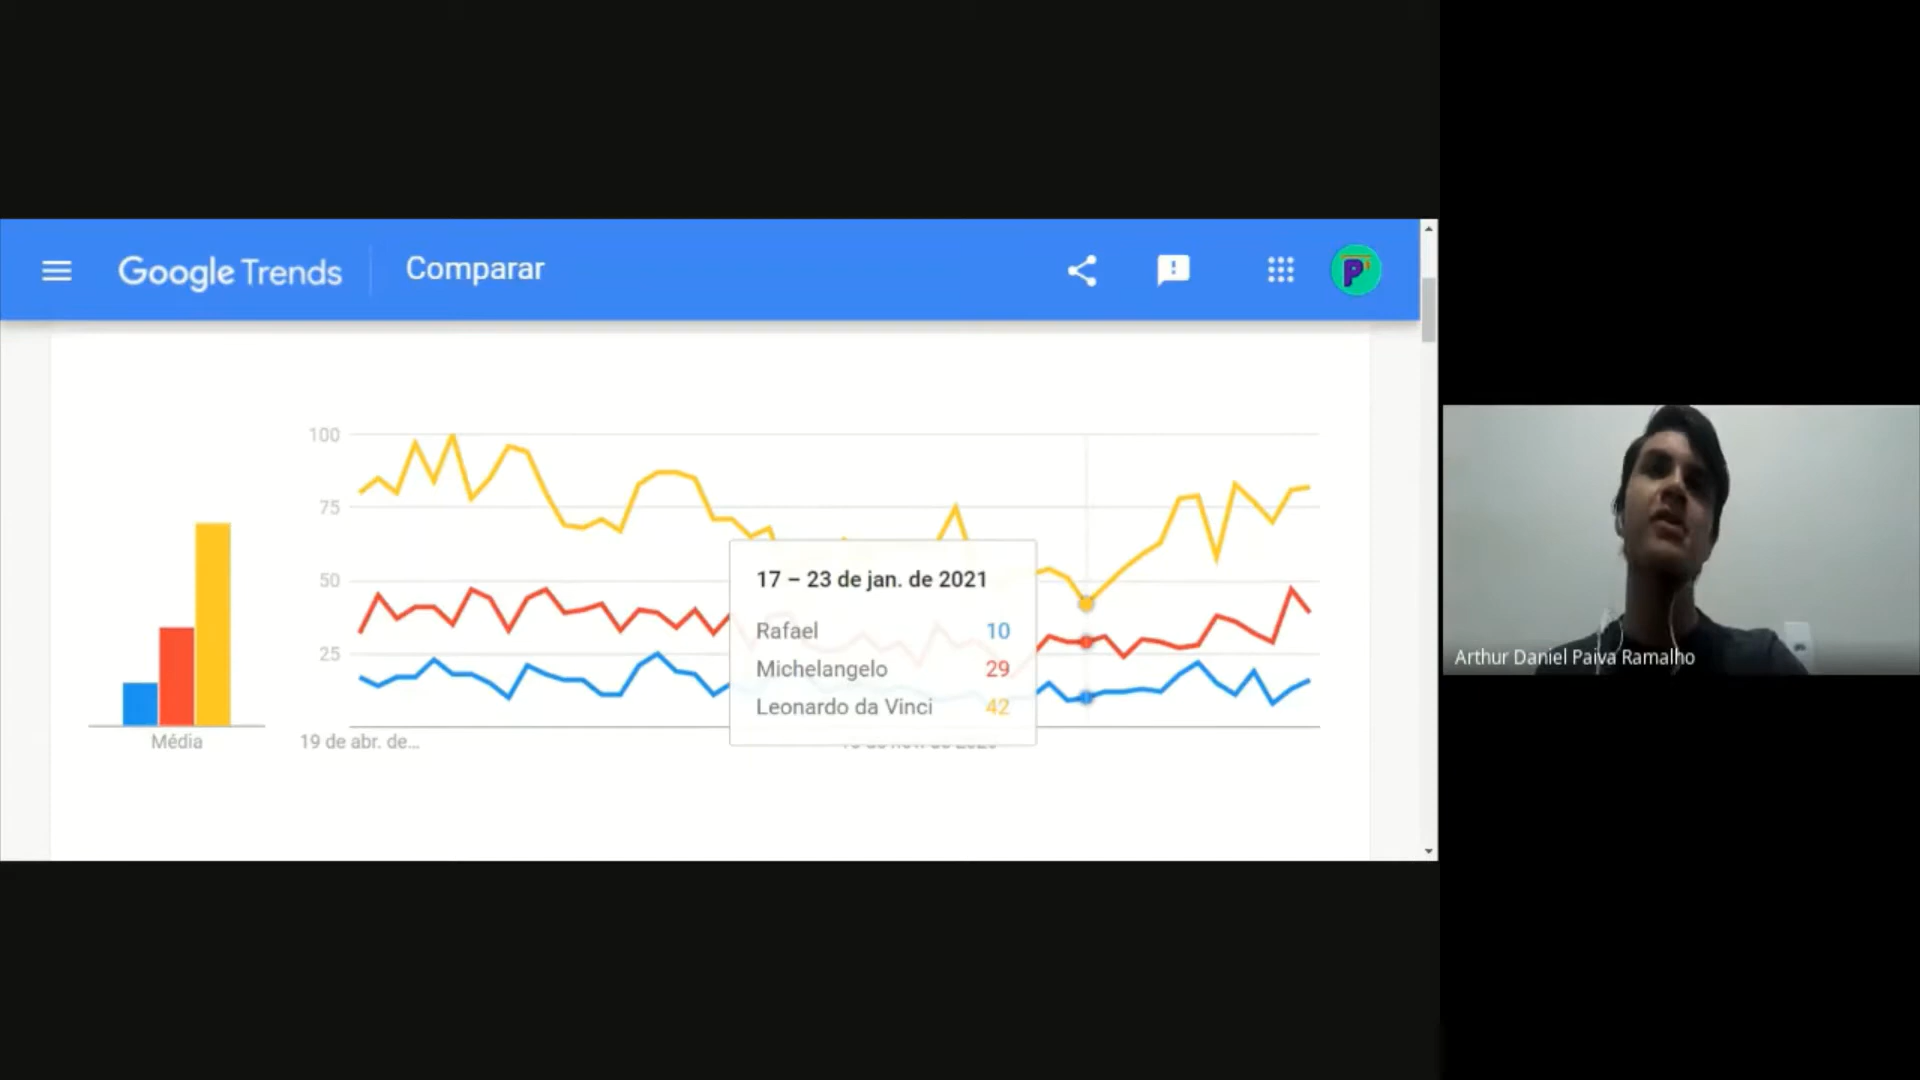 Google Trends
Comparar
100
75
50
25
17 – 23 de jan. de 2021
Rafael 10
Michelangelo 29
Leonardo da Vinci 42
Média
19 de abr. de...
Arthur Daniel Paiva Ramalho